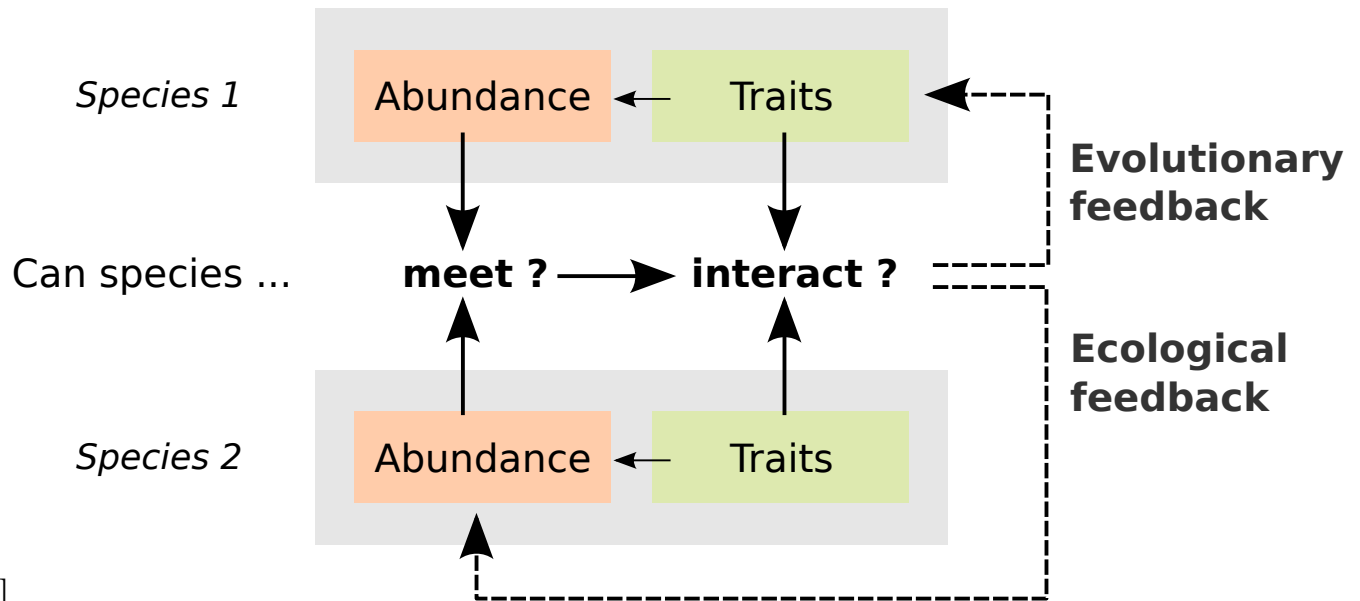 Species 1
Abundance
Traits
Evolutionary
feedback
Can species ...
meet ?
interact ?
Ecological
feedback
Species 2
Abundance
Traits
]